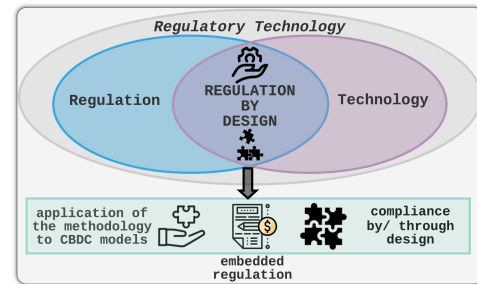 Regulatory Technology
Regulation
REGULATION
BY
DESIGN
Technology
application of
the methodology
to CBDC models
$
embedded
regulation
compliance
by/ through
design